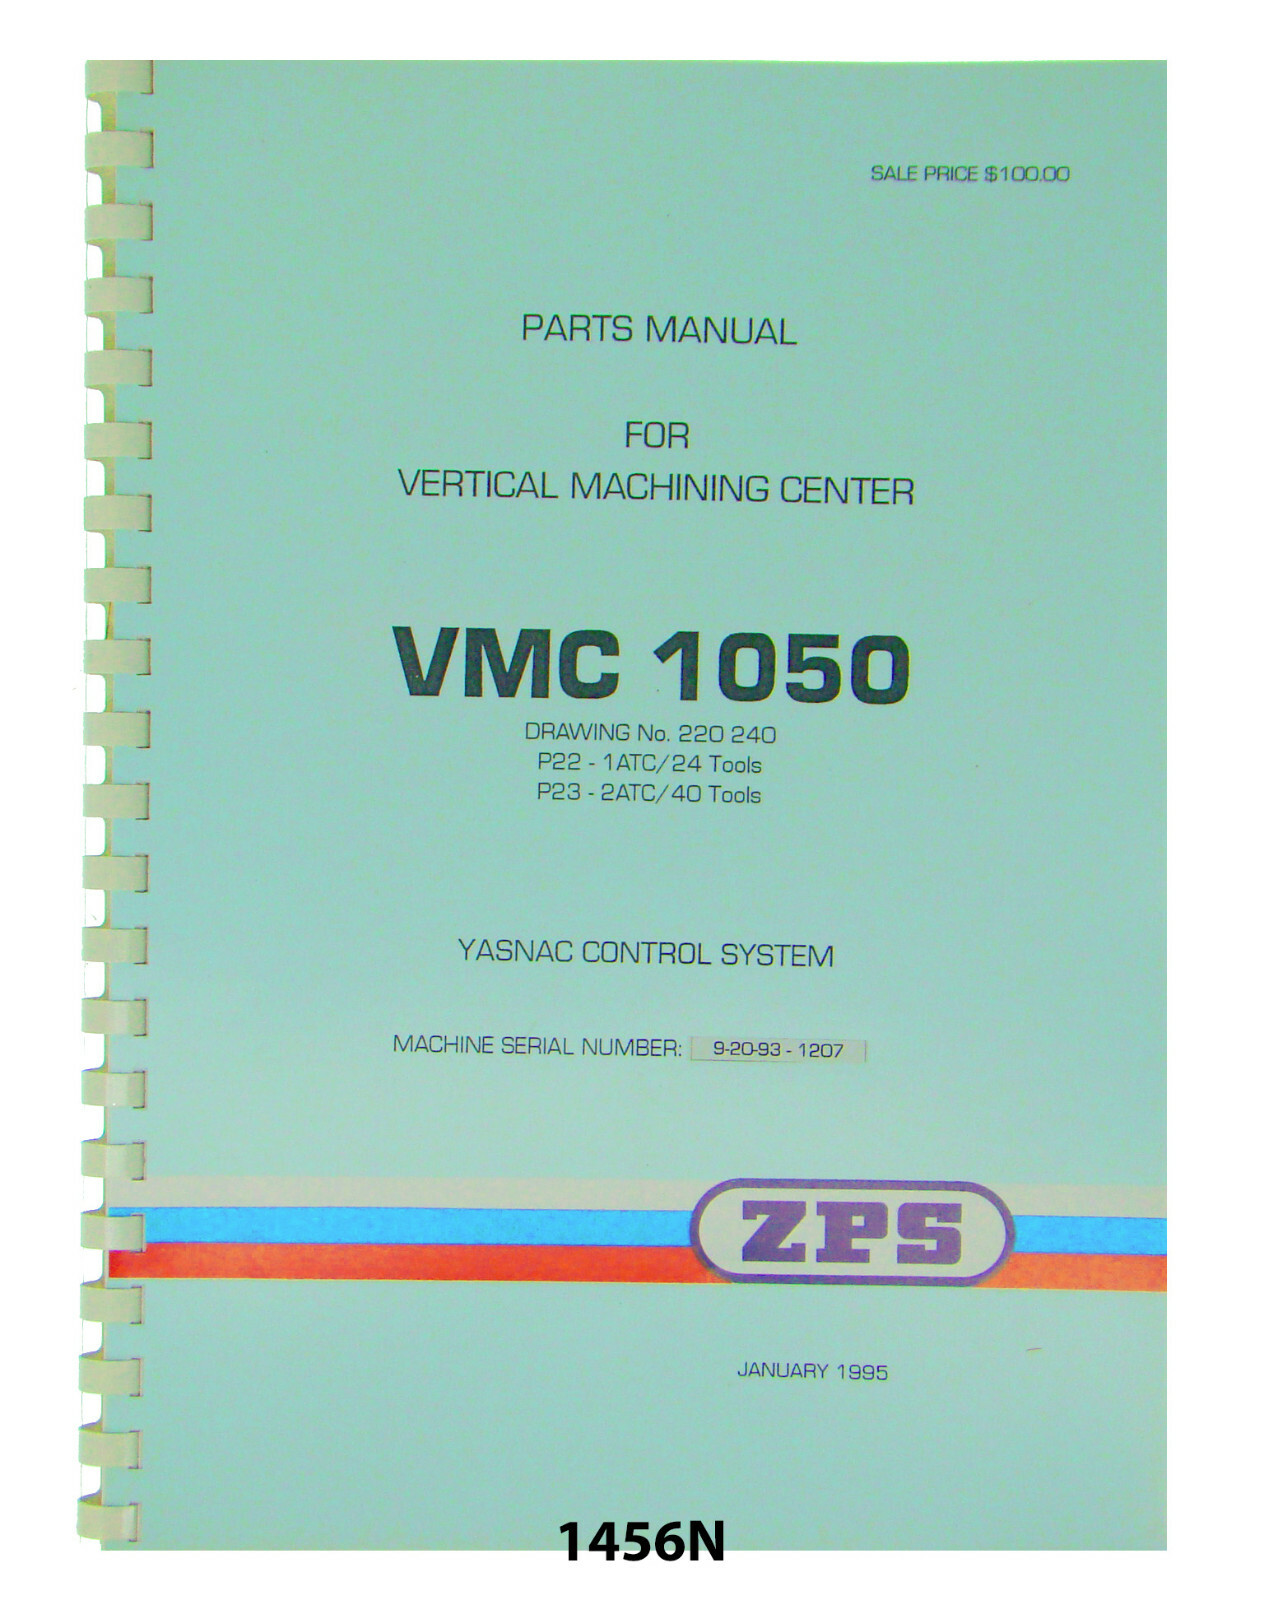 SALE PRICE $100.00
PARTS MANUAL
FOR
VERTICAL MACHINING CENTER
VMC 1050
DRAWING No. 220 240
P22 - 1ATC/24 Tools
P23 - 2ATC/40 Tools
YASNAC CONTROL SYSTEM
MACHINE SERIAL NUMBER: 9-20-93 - 1207
ZPS
JANUARY 1995
1456N